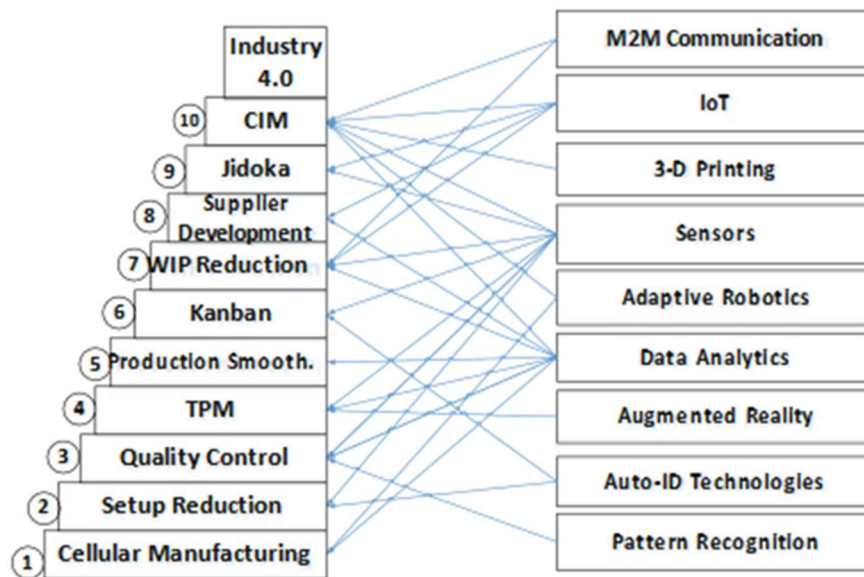 Industry
4.0
10 CIM
9 Jidoka
8 Supplier
Development
7 WIP Reduction
6 Kanban
5 Production Smooth.
4 TPM
3 Quality Control
2 Setup Reduction
1 Cellular Manufacturing
M2M Communication
IoT
3-D Printing
Sensors
Adaptive Robotics
Data Analytics
Augmented Reality
Auto-ID Technologies
Pattern Recognition